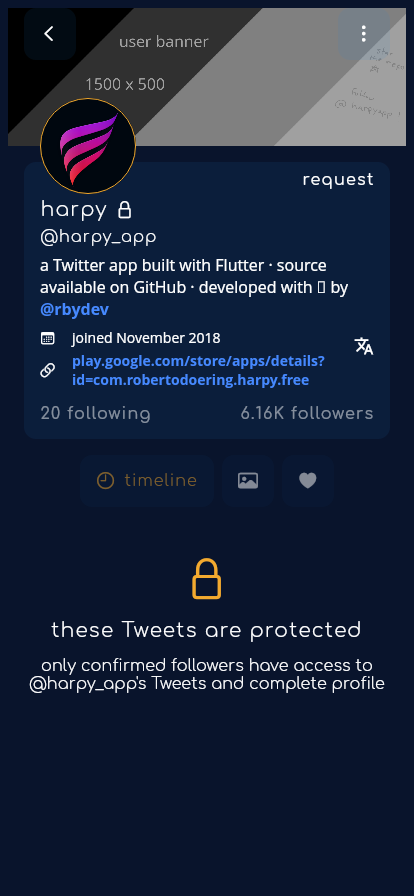 user banner
1500 x 500
follow
@ harpyapp !
request
harpy
@harpy_app
a Twitter app built with Flutter · source
available on GitHub · developed with ▯ by
@rbydev
joined November 2018
play.google.com/store/apps/details?
id=com.robertodoering.harpy.free
20 following
6.16K followers
timeline
these Tweets are protected
only confirmed followers have access to
@harpy_app's Tweets and complete profile